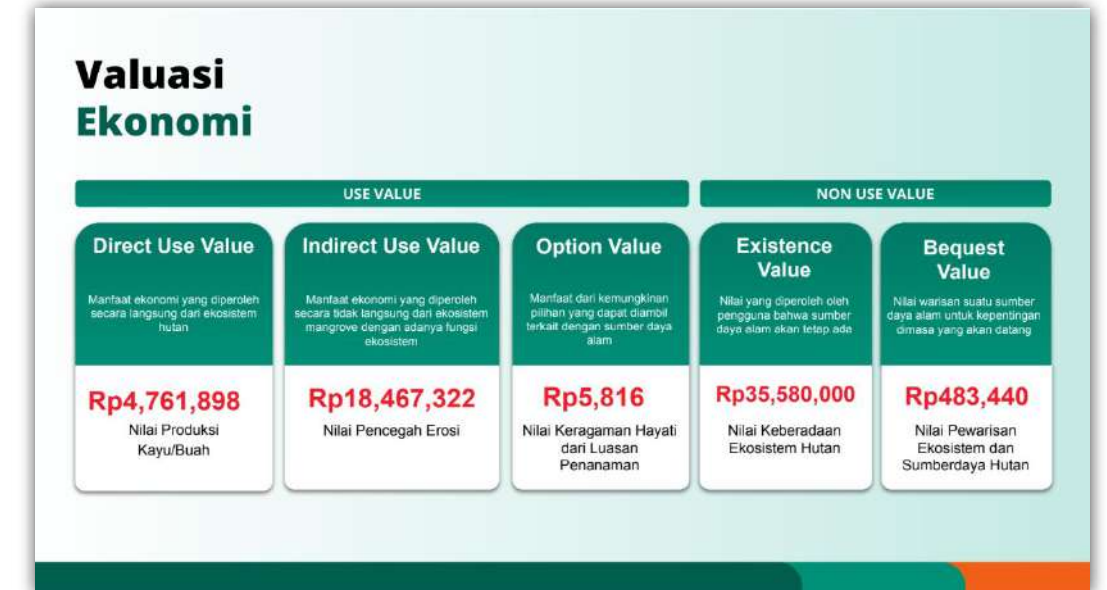 Valuasi
Ekonomi
USE VALUE
NON USE VALUE
Direct Use Value
Manfaat ekonomi yang diperoleh
secara langsung dari ekosistem
hutan
Rp4,761,898
Nilai Produksi
Kayu/Buah
Indirect Use Value
Manfaat ekonomi yang diperoleh
secara tidak langsung dari ekosistem
mangrove dengan adanya fungsi
ekosistem
Rp18,467,322
Nilai Pencegah Erosi
Option Value
Manfaat dari kemungkinan
pilihan yang dapat diambil
terkait dengan sumber daya
alam
Rp5,816
Nilai Keragaman Hayati
dari Luasan
Penanaman
Existence
Value
Nilai yang diperoleh oleh
pengguna bahwa sumber
daya alam akan tetap ada
Rp35,580,000
Nilai Keberadaan
Ekosistem Hutan
Bequest
Value
Nilai warisan suatu sumber
daya alam untuk kepentingan
dimasa yang akan datang
Rp483,440
Nilai Pewarisan
Ekosistem dan
Sumberdaya Hutan